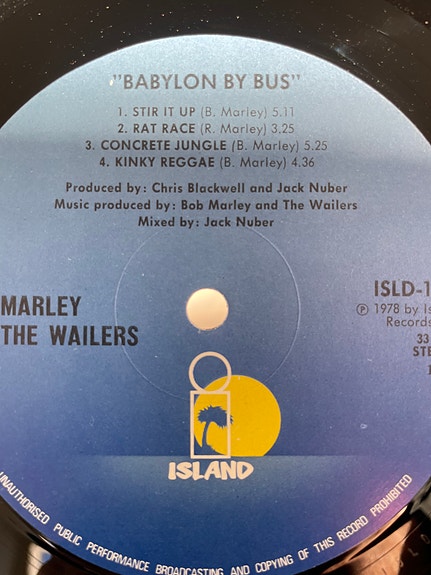 "BABYLON BY BUS"
1. STIR IT UP (B. Marley) 5.11
2. RAT RACE (R. Marley) 3.25
3. CONCRETE JUNGLE (B. Marley) 5.25
4. KINKY REGGAE (B. Marley) 4.36
Produced by: Chris Blackwell and Jack Nuber
Music produced by: Bob Marley and The Wailers
Mixed by: Jack Nuber
MARLEY
THE WAILERS
ISLD-1
℗ 1978 by Is
Records
33
STE
ISLAND
UNAUTHORISED PUBLIC PERFORMANCE BROADCASTING AND COPYING OF THIS RECORD PROHIBITED